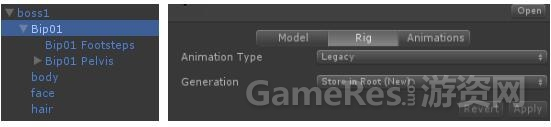 boss1
Bip01
Bip01 Footsteps
Bip01 Pelvis
body
face
hair
Open
Model Rig Animations
Animation Type Legacy
Generation Store in Root (New)
GameRes.com 游资网
Revert Apply